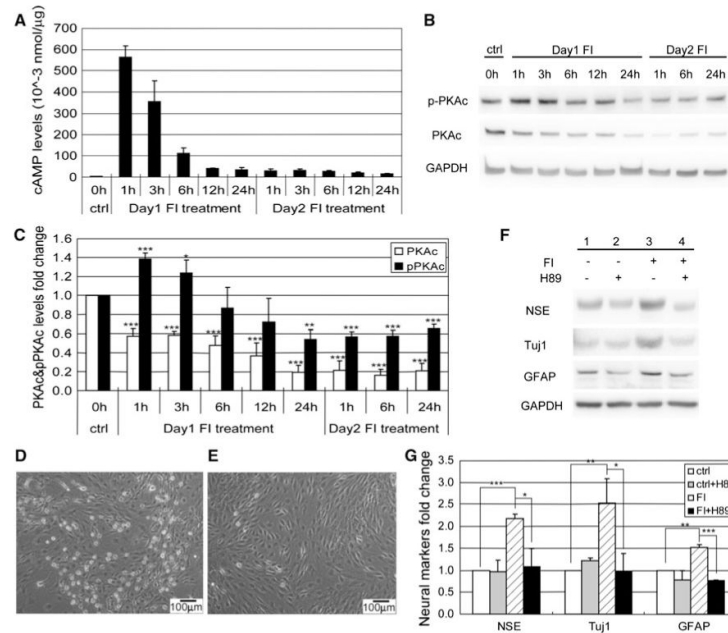 A
cAMP levels (10^-3 nmol/µg)
700
600
500
400
300
200
100
0
0h 1h 3h 6h 12h 24h 1h 3h 6h 12h 24h
ctrl Day1 FI treatment Day2 FI treatment
B
ctrl Day1 FI Day2 FI
0h 1h 3h 6h 12h 24h 1h 6h 24h
p-PKAc
PKAc
GAPDH
C
PKAc&pPKAc levels fold change
1.6
1.4
1.2
1.0
0.8
0.6
0.4
0.2
0.0
PKAc
pPKAc
*** *
*** *** *** *** ** *** *** *** *** *** *** ***
0h 1h 3h 6h 12h 24h 1h 6h 24h
ctrl Day1 FI treatment Day2 FI treatment
F
1 2 3 4
FI - - + +
H89 - + - +
NSE
Tuj1
GFAP
GAPDH
D
100µm
E
100µm
G
Neural markers fold change
3.0
2.5
2.0
1.5
1.0
0.5
0.0
ctrl
ctrl+H89
FI
FI+H89
*** * ** * ** ***
NSE Tuj1 GFAP